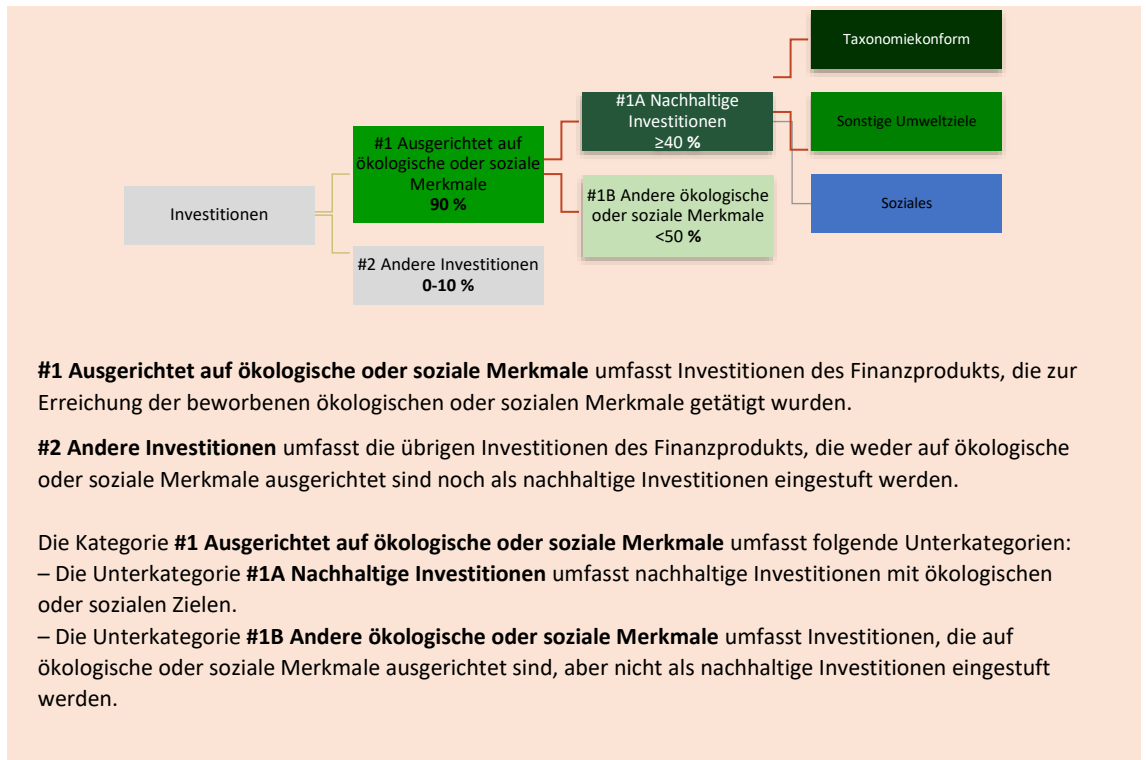 Taxonomiekonform
#1A Nachhaltige
Investitionen
≥40 %
Sonstige Umweltziele
#1 Ausgerichtet auf
ökologische oder soziale
Merkmale
90 %
#1B Andere ökologische
oder soziale Merkmale
<50 %
Soziales
Investitionen
#2 Andere Investitionen
0-10 %
#1 Ausgerichtet auf ökologische oder soziale Merkmale umfasst Investitionen des Finanzprodukts, die zur
Erreichung der beworbenen ökologischen oder sozialen Merkmale getätigt wurden.
#2 Andere Investitionen umfasst die übrigen Investitionen des Finanzprodukts, die weder auf ökologische
oder soziale Merkmale ausgerichtet sind noch als nachhaltige Investitionen eingestuft werden.
Die Kategorie #1 Ausgerichtet auf ökologische oder soziale Merkmale umfasst folgende Unterkategorien:
– Die Unterkategorie #1A Nachhaltige Investitionen umfasst nachhaltige Investitionen mit ökologischen
oder sozialen Zielen.
– Die Unterkategorie #1B Andere ökologische oder soziale Merkmale umfasst Investitionen, die auf
ökologische oder soziale Merkmale ausgerichtet sind, aber nicht als nachhaltige Investitionen eingestuft
werden.